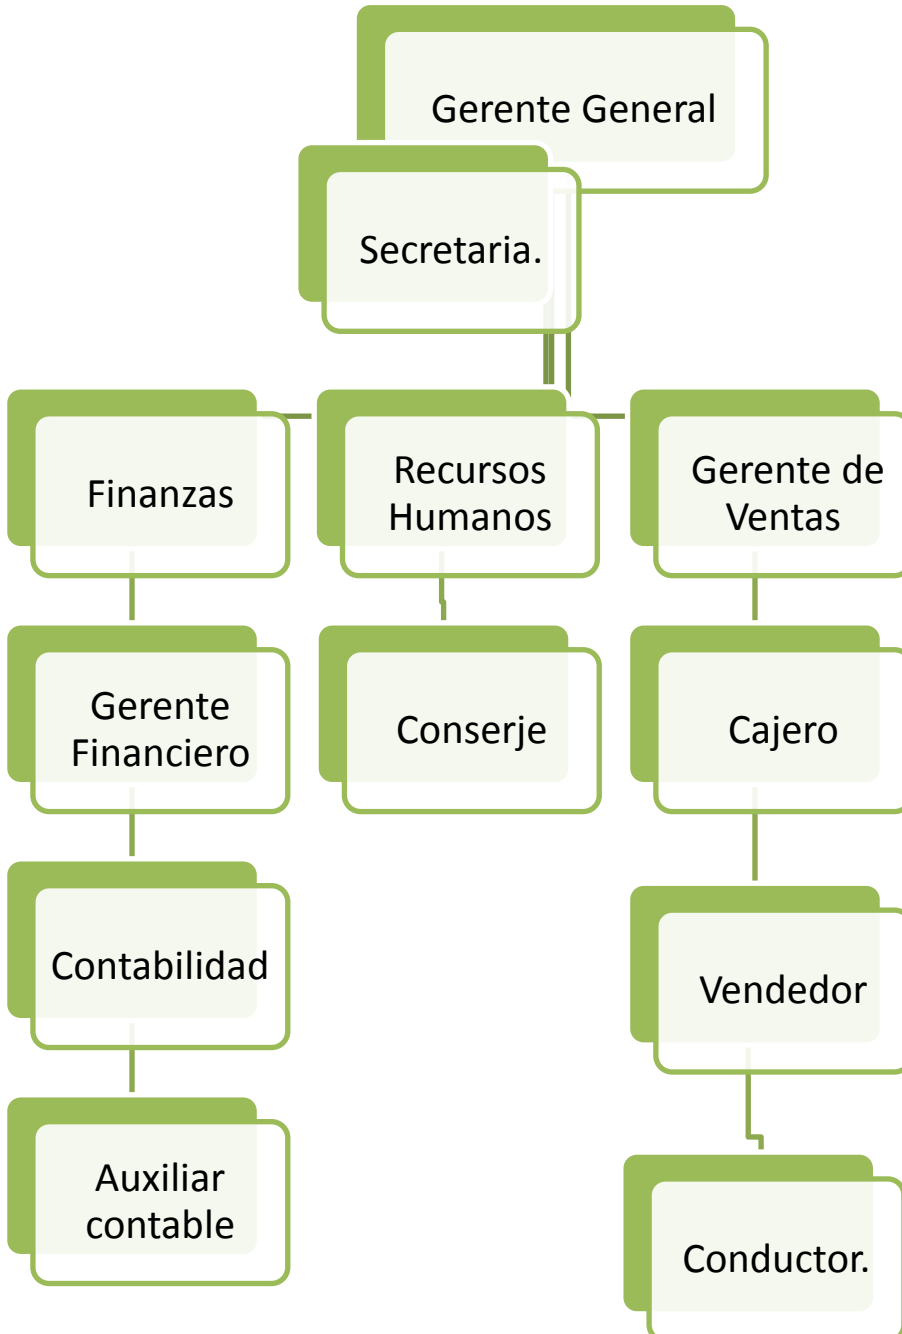 Gerente General
Secretaria.
Finanzas
Recursos
Humanos
Gerente de
Ventas
Gerente
Financiero
Conserje
Cajero
Contabilidad
Vendedor
Auxiliar
contable
Conductor.